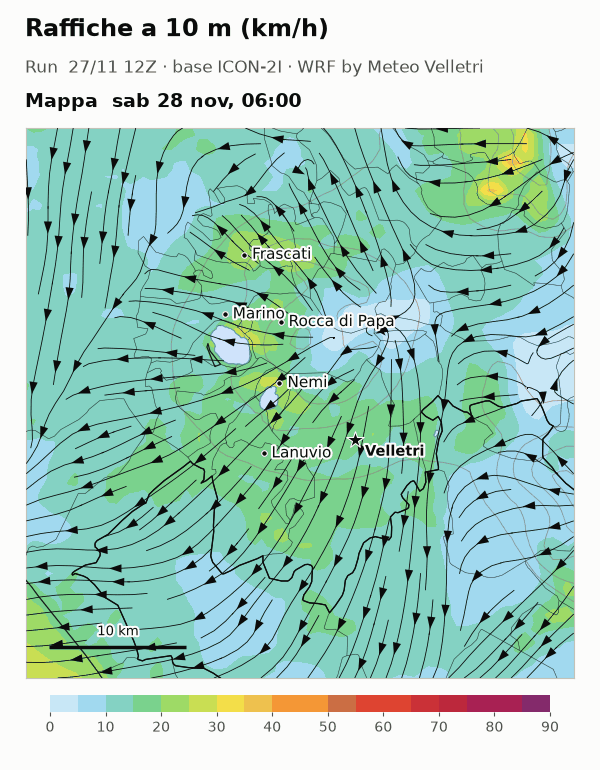 Raffiche a 10 m (km/h)
Run  27/11 12Z · base ICON-2I · WRF by Meteo Velletri
Mappa  sab 28 nov, 06:00
Frascati
Marino
Rocca di Papa
Nemi
Velletri
Lanuvio
10 km
0 10 20 30 40 50 60 70 80 90